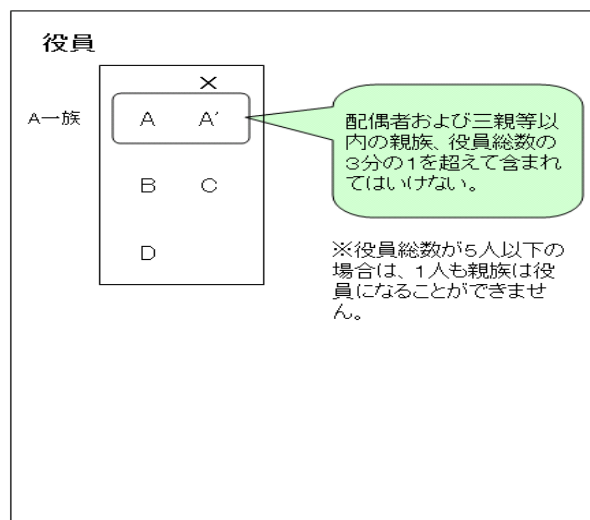 役員
×
A一族
A A′
B C
D
配偶者および三親等以
内の親族、役員総数の
3分の1を超えて含まれ
てはいけない。
※役員総数が5人以下の
場合は、1人も親族は役
員になることができませ
ん。